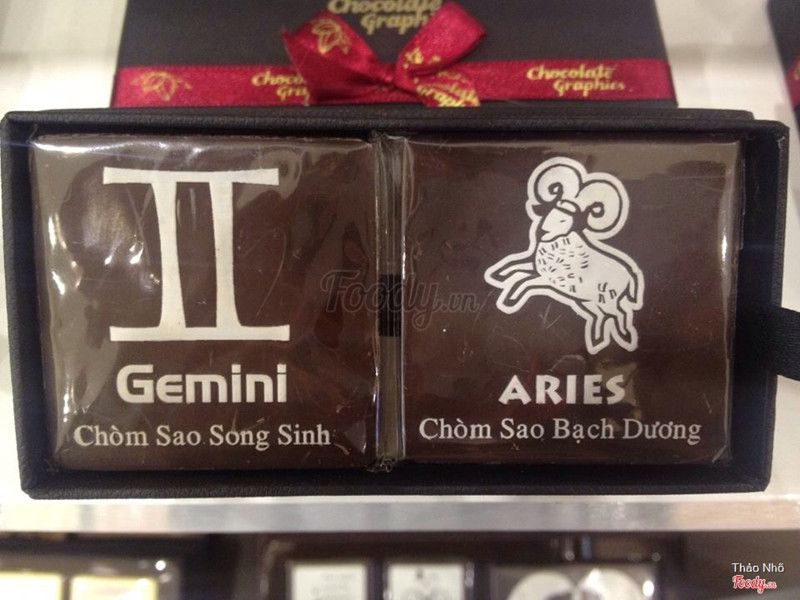 Chocolate
Graphics
Chocolate
Graphics
Chocolate
Graphics
Foody.vn
Gemini
Chòm Sao Song Sinh
ARIES
Chòm Sao Bạch Dương
Thảo Nhõ
Foody.vn